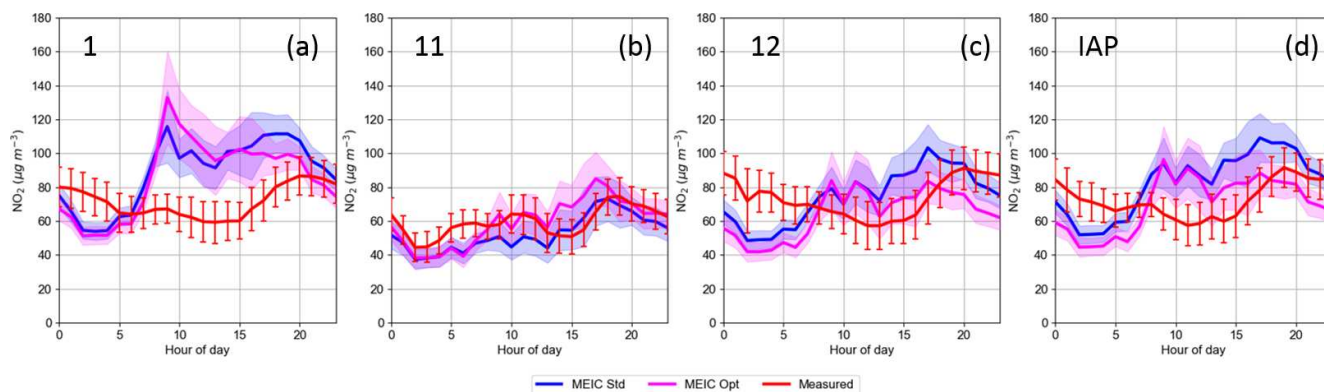 1 (a) 11 (b) 12 (c) IAP (d)
180 180 180 180
160 160 160 160
140 140 140 140
120 120 120 120
100 100 100 100
80 80 80 80
60 60 60 60
40 40 40 40
20 20 20 20
0 0 0 0
NO₂ (μg m⁻³) NO₂ (μg m⁻³) NO₂ (μg m⁻³) NO₂ (μg m⁻³)
0 5 10 15 20 0 5 10 15 20 0 5 10 15 20 0 5 10 15 20
Hour of day Hour of day Hour of day Hour of day
MEIC Std MEIC Opt Measured